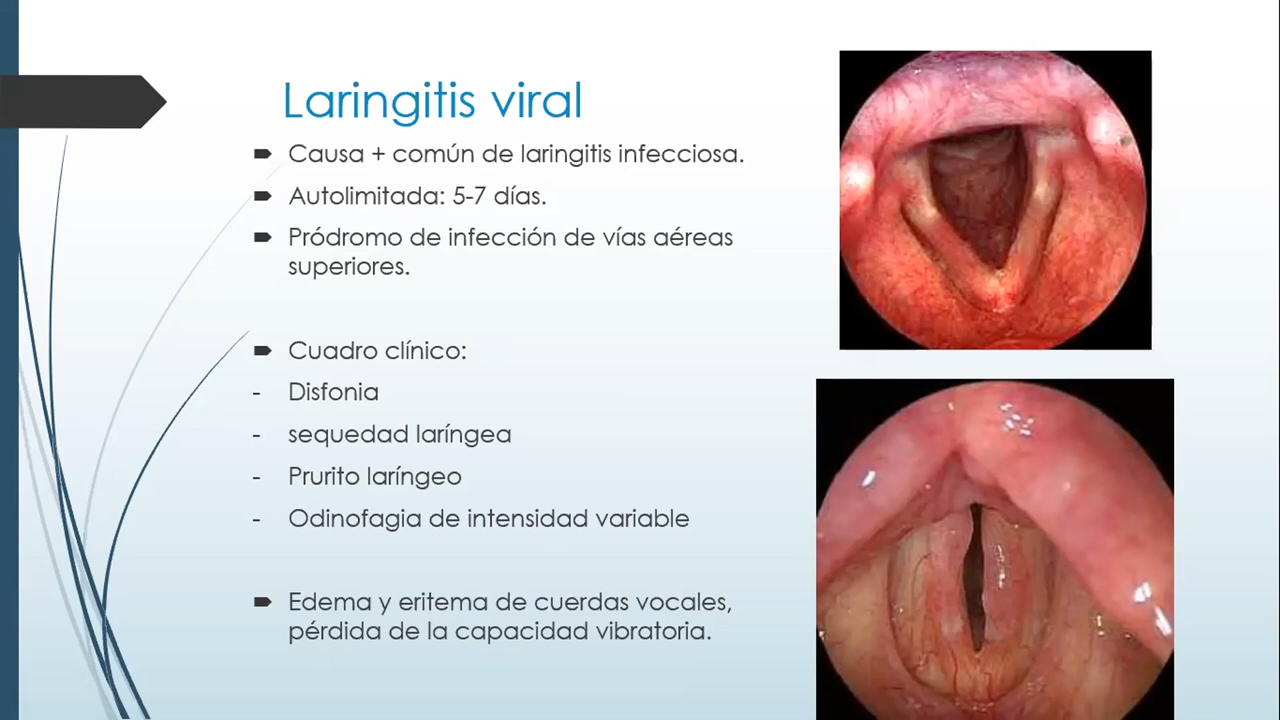 Laringitis viral
Causa + común de laringitis infecciosa.
Autolimitada: 5-7 días.
Pródromo de infección de vías aéreas
superiores.
Cuadro clínico:
- Disfonia
- sequedad laríngea
- Prurito laríngeo
- Odinofagia de intensidad variable
Edema y eritema de cuerdas vocales,
pérdida de la capacidad vibratoria.